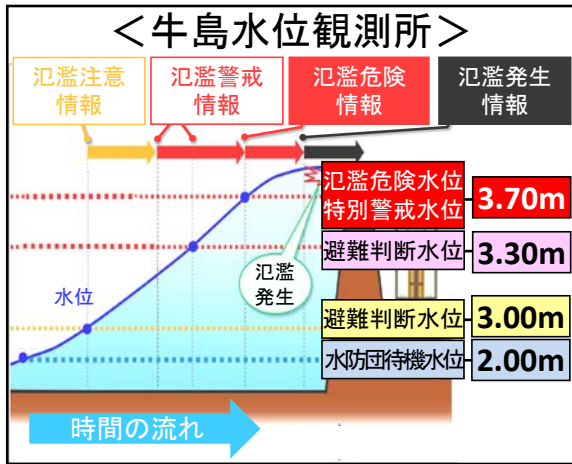 ＜牛島水位観測所＞
氾濫注意
情報
氾濫警戒
情報
氾濫危険
情報
氾濫発生
情報
氾濫危険水位
特別警戒水位
3.70m
避難判断水位
3.30m
氾濫
発生
水位
避難判断水位
3.00m
水防団待機水位
2.00m
時間の流れ